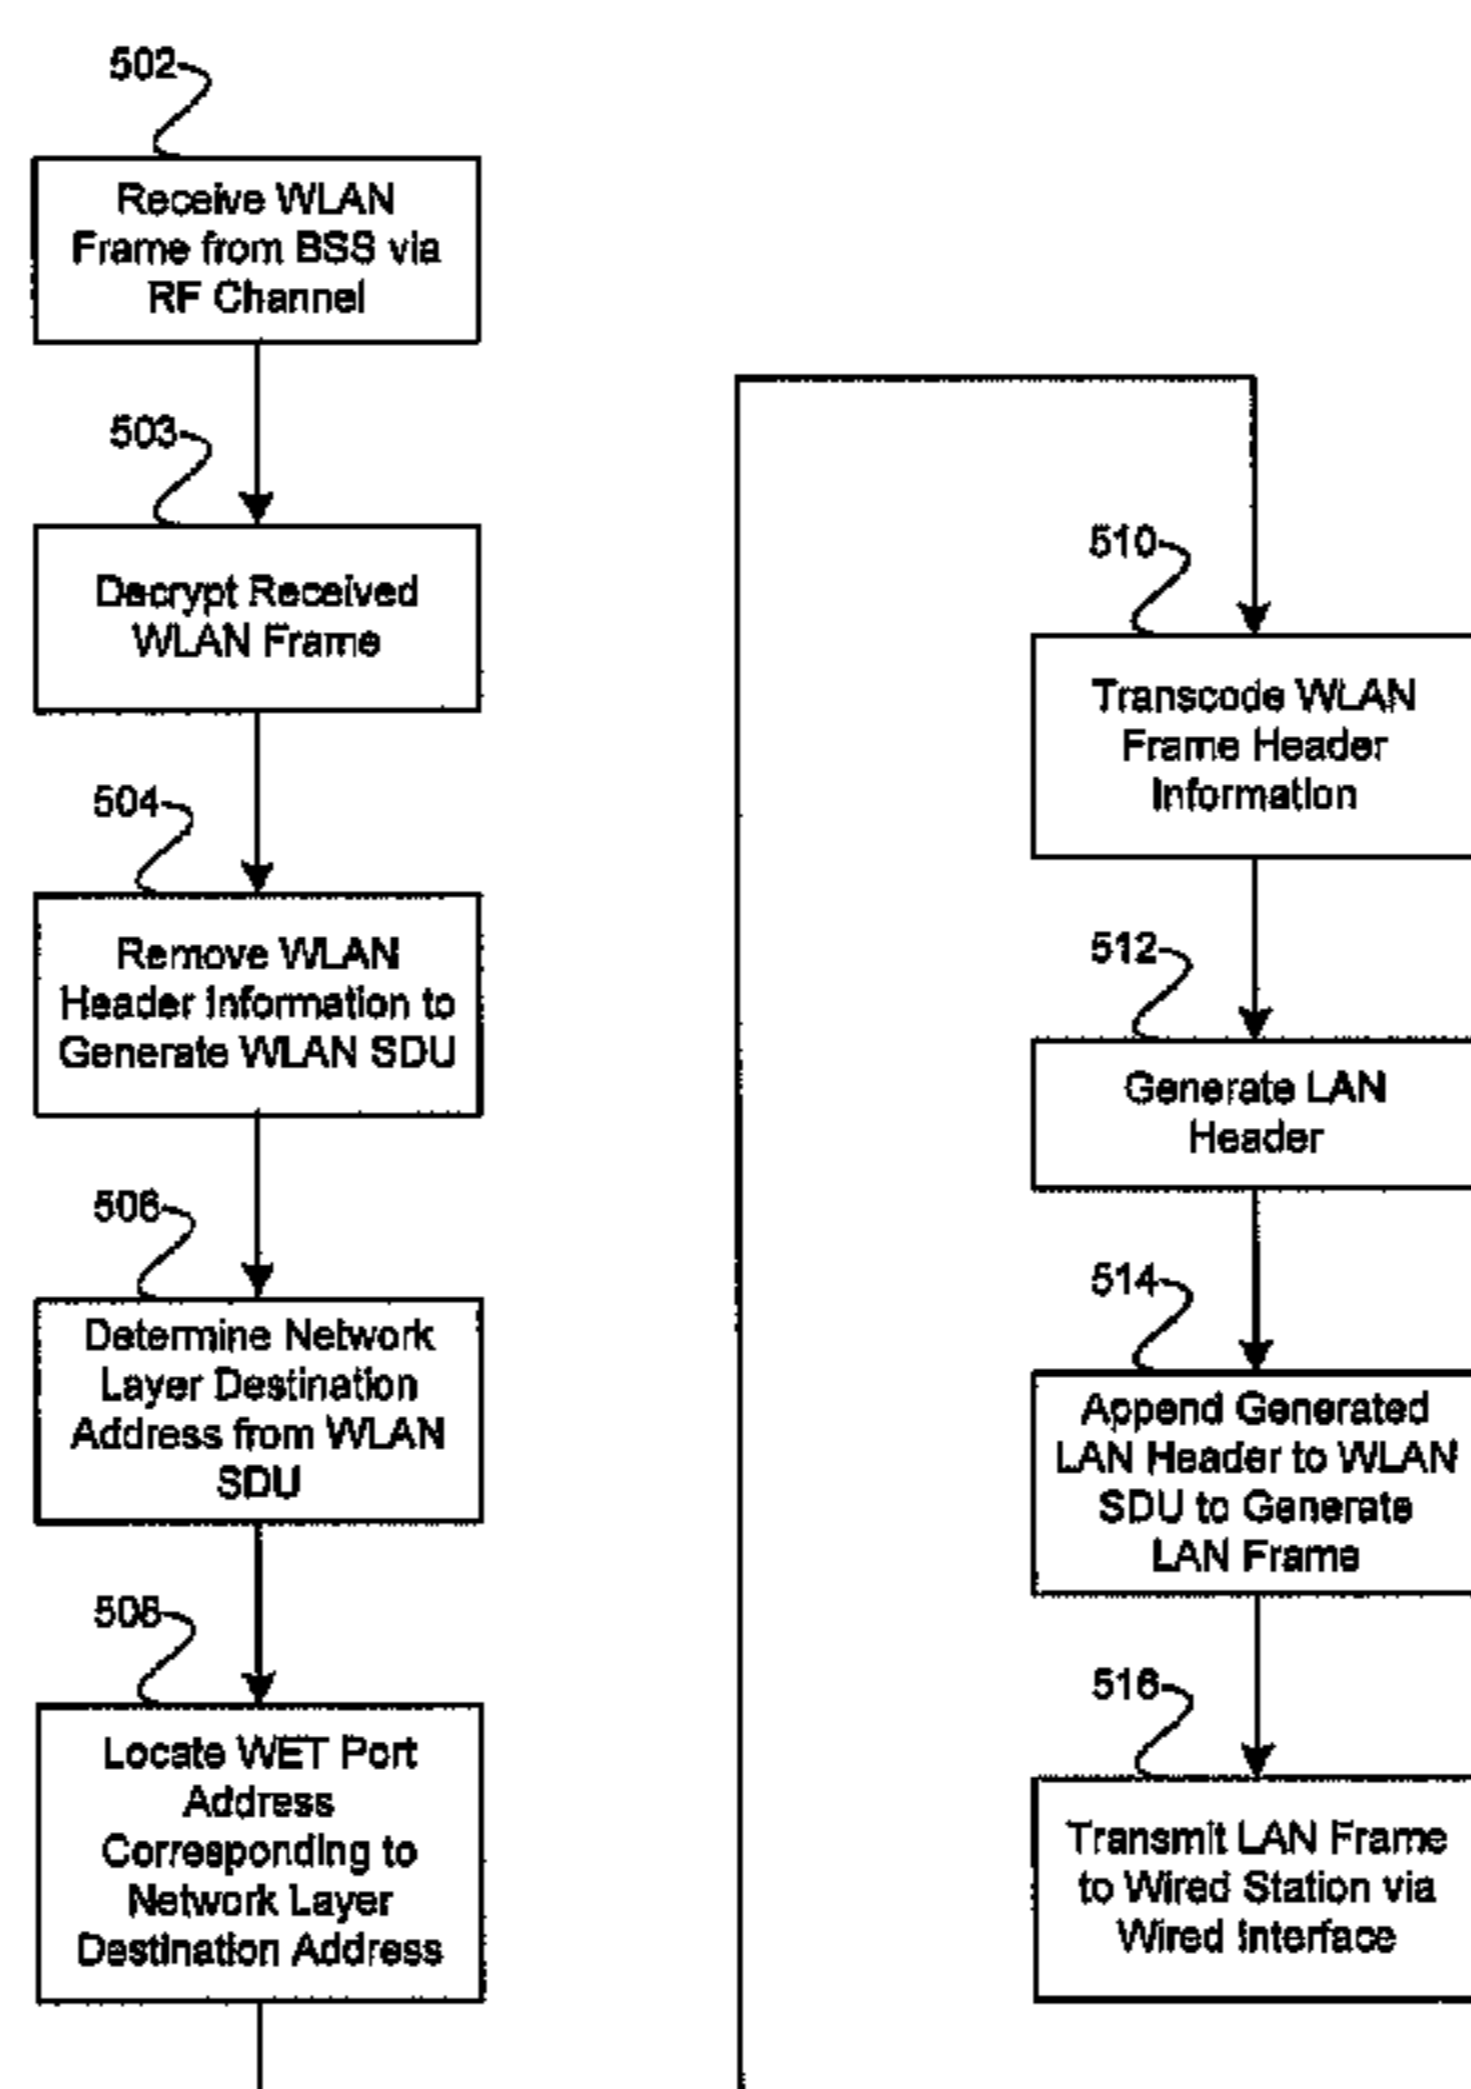 502
Receive WLAN
Frame from BSS via
RF Channel
503
Decrypt Received
WLAN Frame
504
Remove WLAN
Header Information to
Generate WLAN SDU
506
Determine Network
Layer Destination
Address from WLAN
SDU
508
Locate WET Port
Address
Corresponding to
Network Layer
Destination Address
510
Transcode WLAN
Frame Header
Information
512
Generate LAN
Header
514
Append Generated
LAN Header to WLAN
SDU to Generate
LAN Frame
516
Transmit LAN Frame
to Wired Station via
Wired Interface